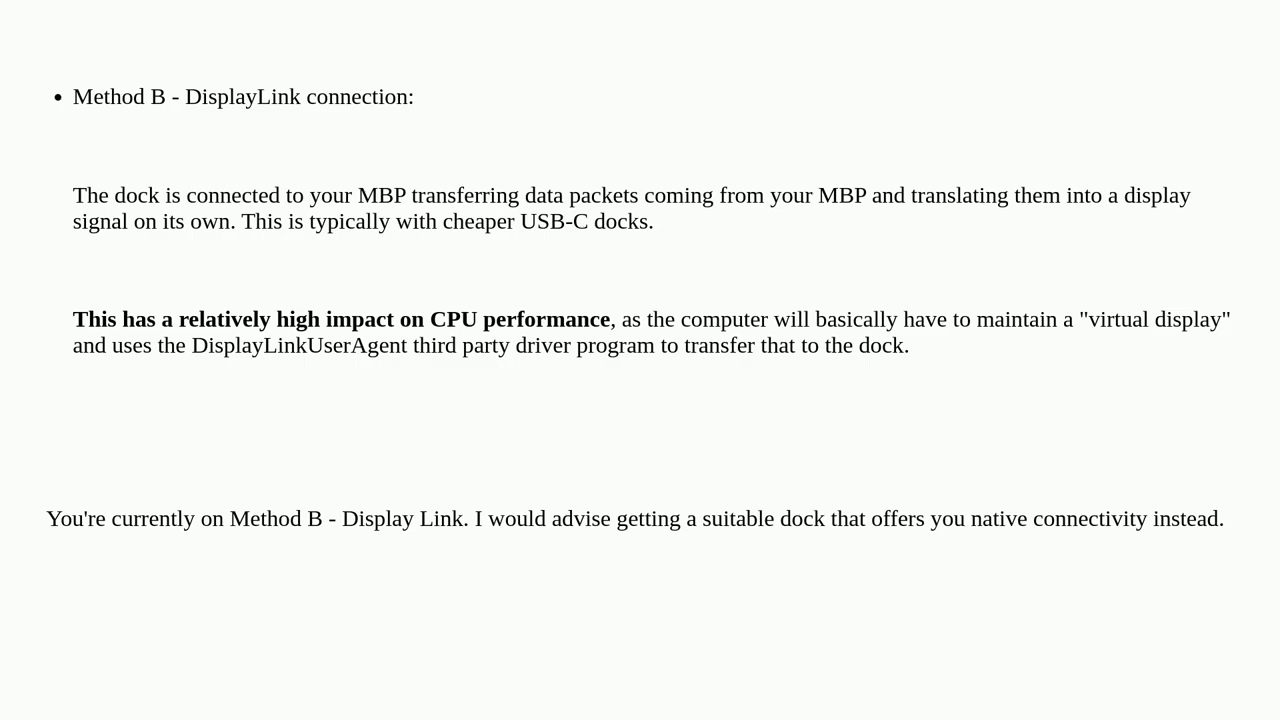 • Method B - DisplayLink connection:
The dock is connected to your MBP transferring data packets coming from your MBP and translating them into a display
signal on its own. This is typically with cheaper USB-C docks.
This has a relatively high impact on CPU performance, as the computer will basically have to maintain a "virtual display"
and uses the DisplayLinkUserAgent third party driver program to transfer that to the dock.
You're currently on Method B - Display Link. I would advise getting a suitable dock that offers you native connectivity instead.